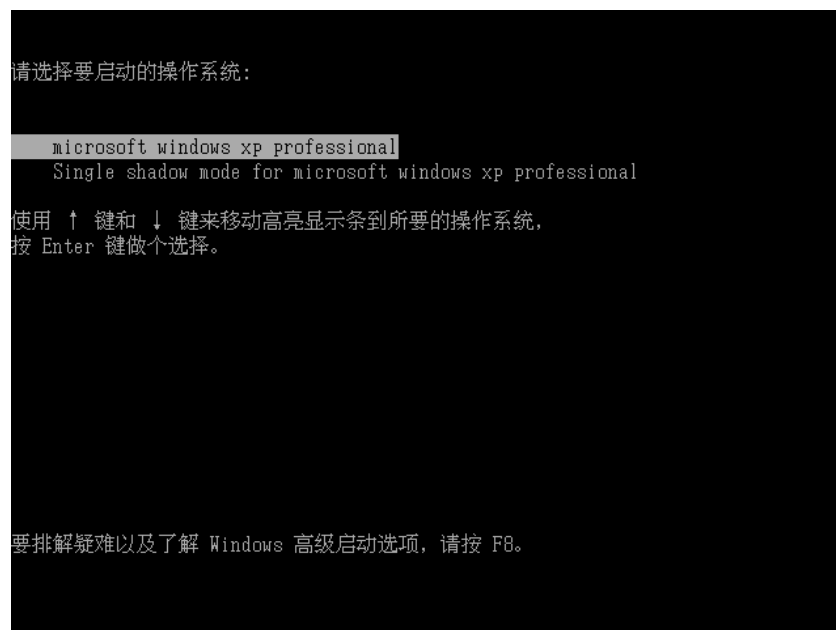 请选择要启动的操作系统:
microsoft windows xp professional
Single shadow mode for microsoft windows xp professional
使用 ↑ 键和 ↓ 键来移动高亮显示条到所要的操作系统,
按 Enter 键做个选择。
要排解疑难以及了解 Windows 高级启动选项, 请按 F8。